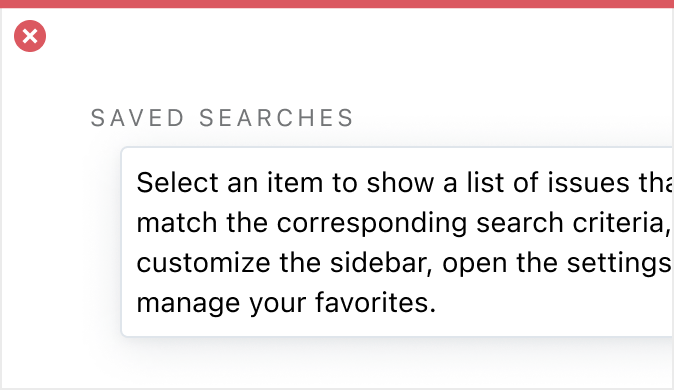 SAVED SEARCHES
Select an item to show a list of issues
match the corresponding search criteria,
customize the sidebar, open the settings
manage your favorites.